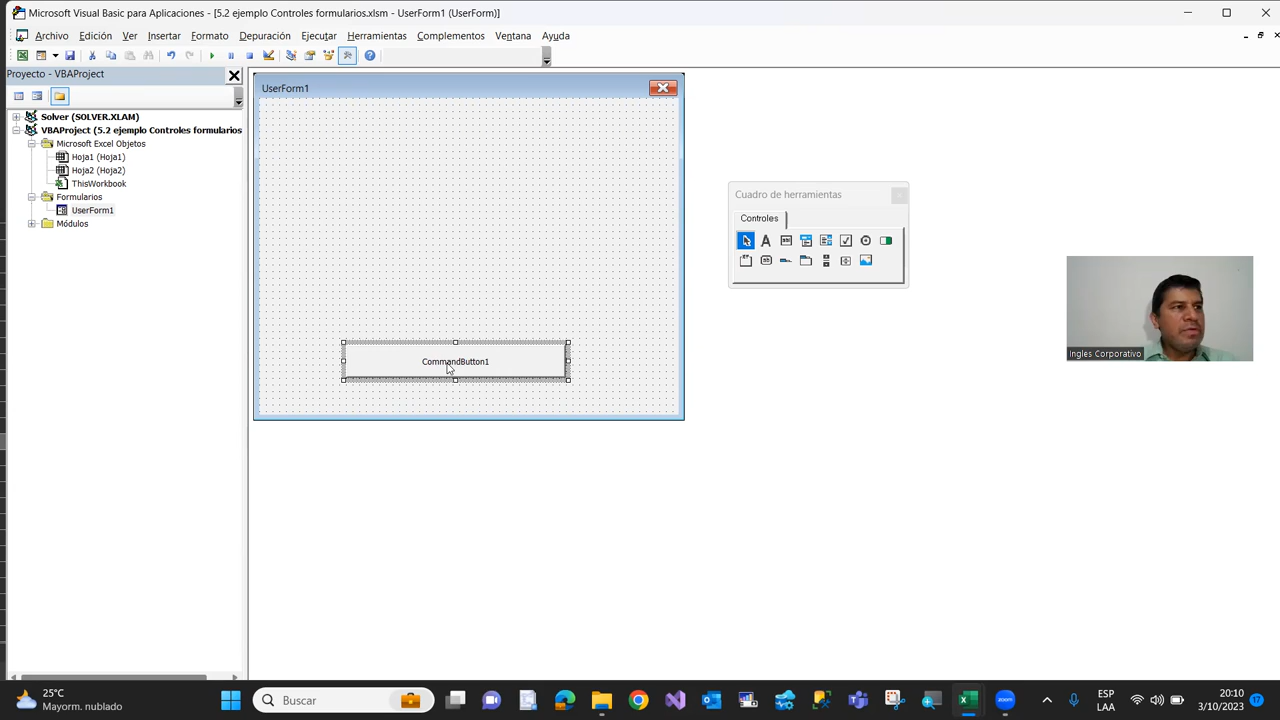 Microsoft Visual Basic para Aplicaciones - [5.2 ejemplo Controles formularios.xlsm - UserForm1 (UserForm)]
Archivo Edición Ver Insertar Formato Depuración Ejecutar Herramientas Complementos Ventana Ayuda
Proyecto - VBAProject
Solver (SOLVER.XLAM)
VBAProject (5.2 ejemplo Controles formularios
Microsoft Excel Objetos
Hoja1 (Hoja1)
Hoja2 (Hoja2)
ThisWorkbook
Formularios
UserForm1
Módulos
UserForm1
CommandButton1
Cuadro de herramientas
Controles
Ingles Corporativo
25°C
Mayorm. nublado
Buscar
ESP
LAA
20:10
3/10/2023